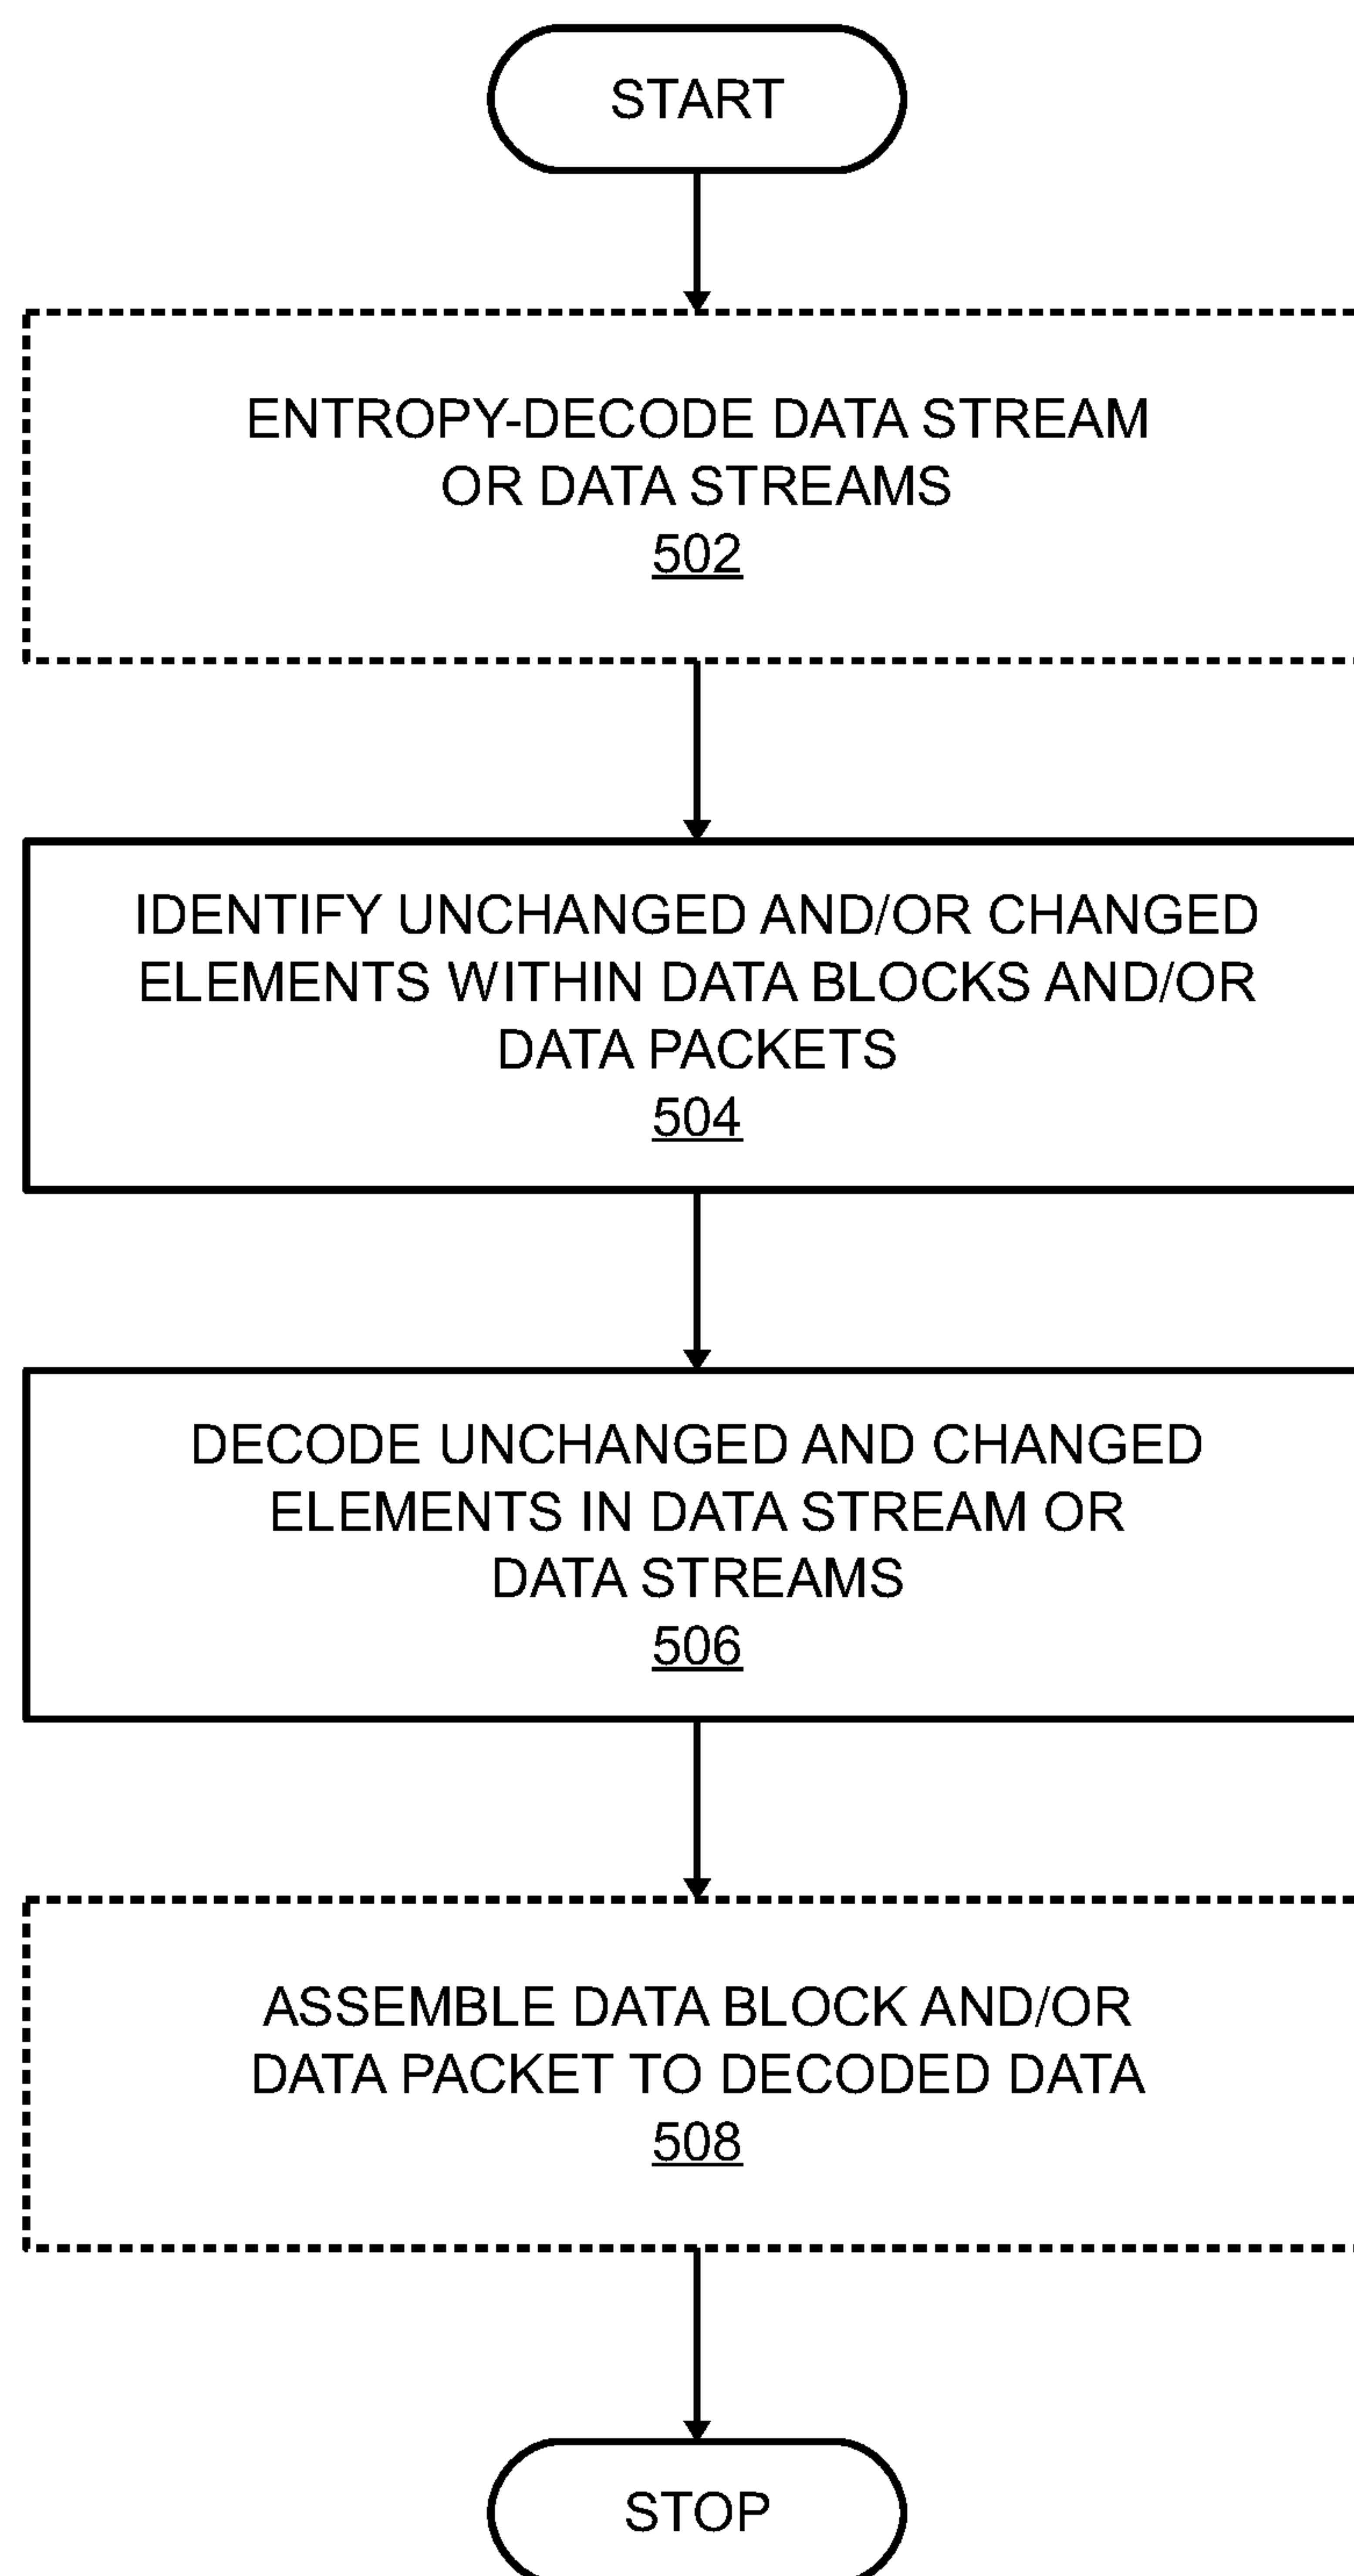 START
ENTROPY-DECODE DATA STREAM
OR DATA STREAMS
502
IDENTIFY UNCHANGED AND/OR CHANGED
ELEMENTS WITHIN DATA BLOCKS AND/OR
DATA PACKETS
504
DECODE UNCHANGED AND CHANGED
ELEMENTS IN DATA STREAM OR
DATA STREAMS
506
ASSEMBLE DATA BLOCK AND/OR
DATA PACKET TO DECODED DATA
508
STOP